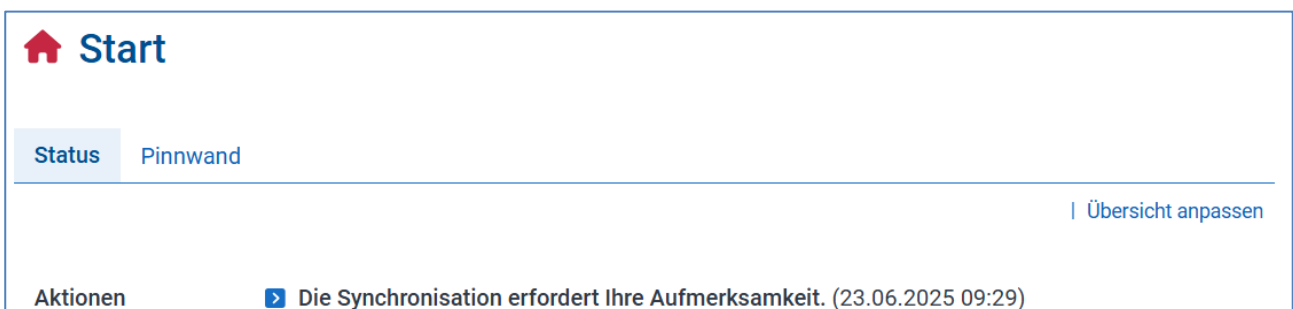 Start
Status Pinnwand
| Übersicht anpassen
Aktionen Die Synchronisation erfordert Ihre Aufmerksamkeit. (23.06.2025 09:29)